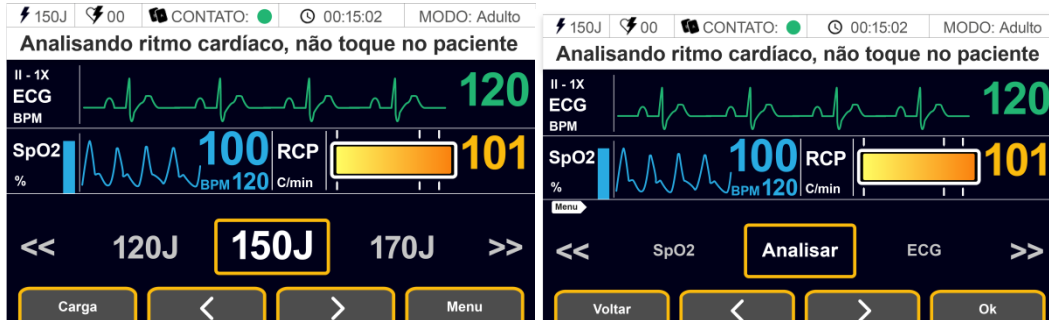 150J 00 CONTATO: 00:15:02 MODO: Adulto
Analisando ritmo cardíaco, não toque no paciente
II - 1X
ECG
BPM
120
SpO2
%
100
BPM 120
RCP
C/min
101
<< 120J 150J 170J >>
Carga < > Menu
150J 00 CONTATO: 00:15:02 MODO: Adulto
Analisando ritmo cardíaco, não toque no paciente
II - 1X
ECG
BPM
120
SpO2
%
100
BPM 120
RCP
C/min
101
Menu
<< SpO2 Analisar ECG >>
Voltar < > Ok